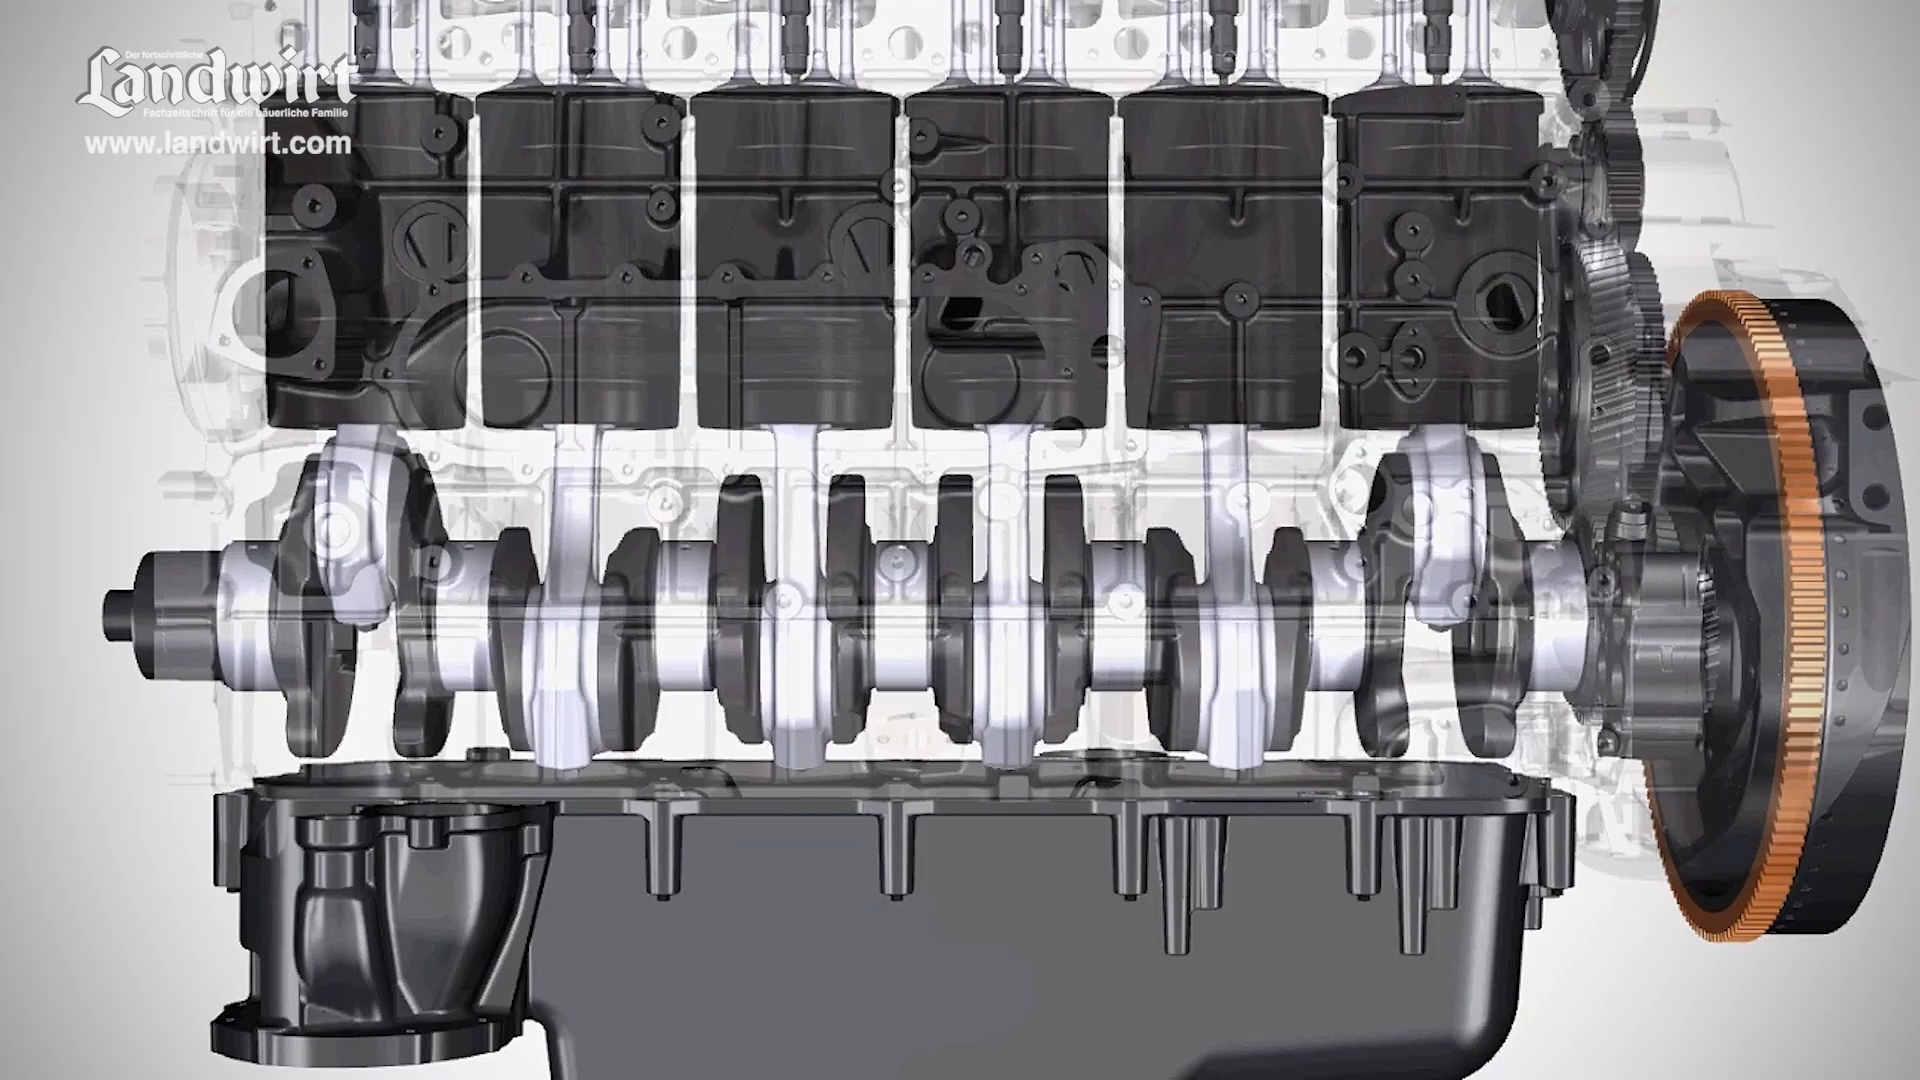 Der fortschrittliche
Landwirt
Fachzeitschrift für die bäuerliche Familie
www.landwirt.com